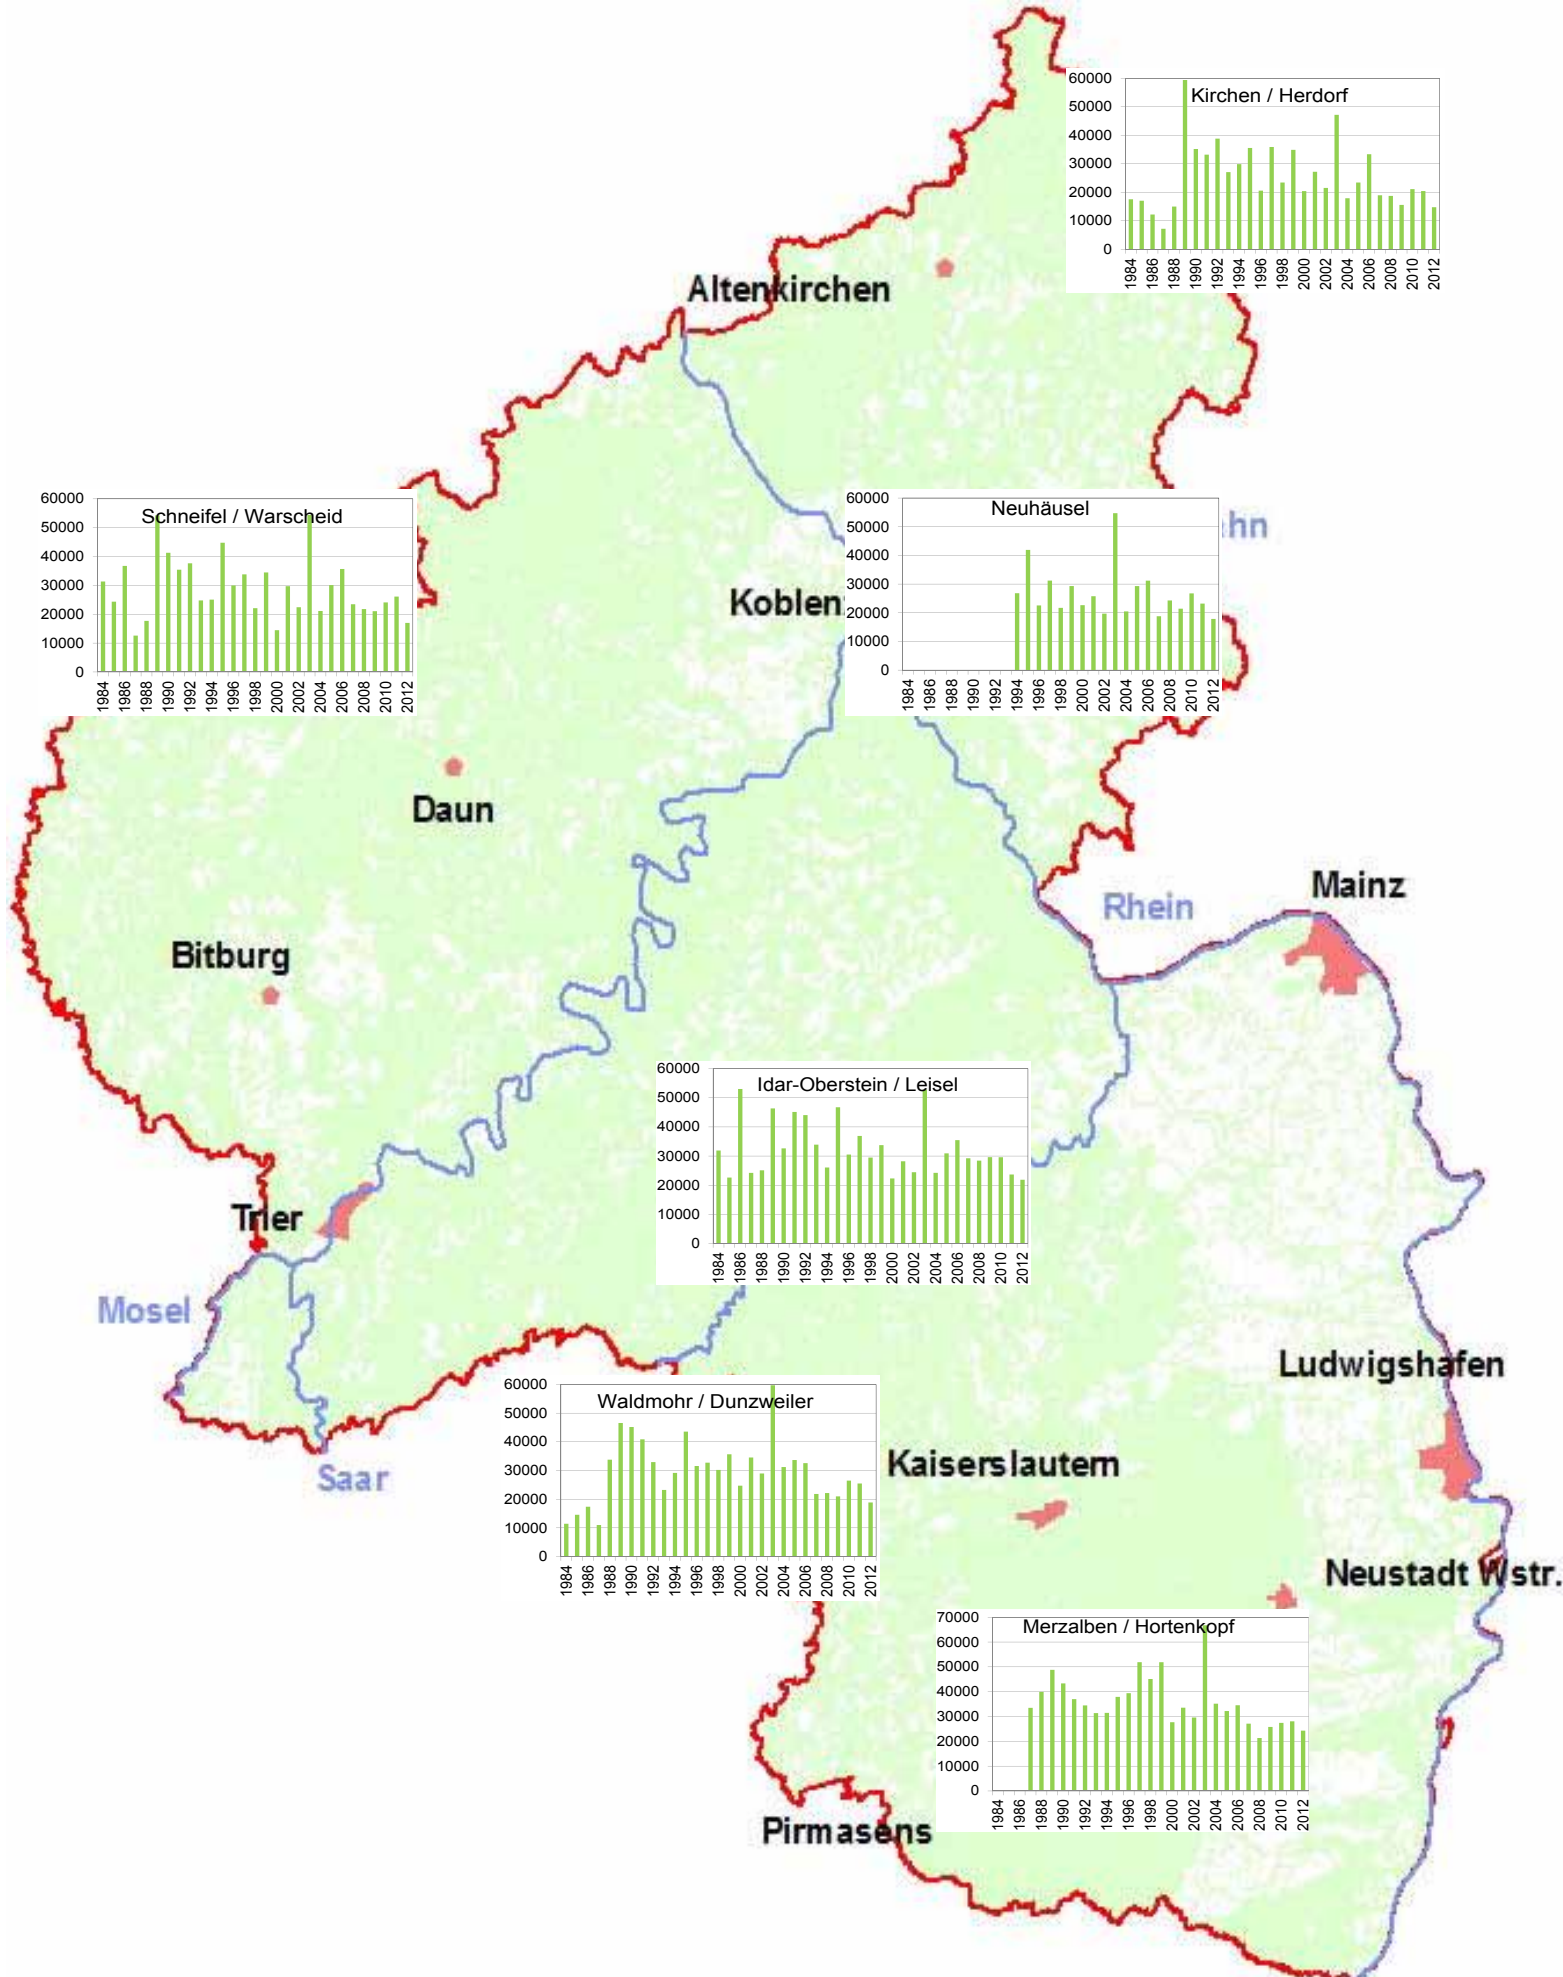 Kirchen / Herdorf
60000
50000
40000
30000
20000
10000
0
1984 1986 1988 1990 1992 1994 1996 1998 2000 2002 2004 2006 2008 2010 2012
Altenkirchen
Schneifel / Warscheid
60000
50000
40000
30000
20000
10000
0
1984 1986 1988 1990 1992 1994 1996 1998 2000 2002 2004 2006 2008 2010 2012
Neuhäusel
60000
50000
40000
30000
20000
10000
0
1984 1986 1988 1990 1992 1994 1996 1998 2000 2002 2004 2006 2008 2010 2012
hn
Koblen
Daun
Mainz
Rhein
Bitburg
Idar-Oberstein / Leisel
60000
50000
40000
30000
20000
10000
0
1984 1986 1988 1990 1992 1994 1996 1998 2000 2002 2004 2006 2008 2010 2012
Trier
Mosel
Ludwigshafen
Waldmohr / Dunzweiler
60000
50000
40000
30000
20000
10000
0
1984 1986 1988 1990 1992 1994 1996 1998 2000 2002 2004 2006 2008 2010 2012
Kaiserslautern
Saar
Neustadt Wstr.
Merzalben / Hortenkopf
70000
60000
50000
40000
30000
20000
10000
0
1984 1986 1988 1990 1992 1994 1996 1998 2000 2002 2004 2006 2008 2010 2012
Pirmasens